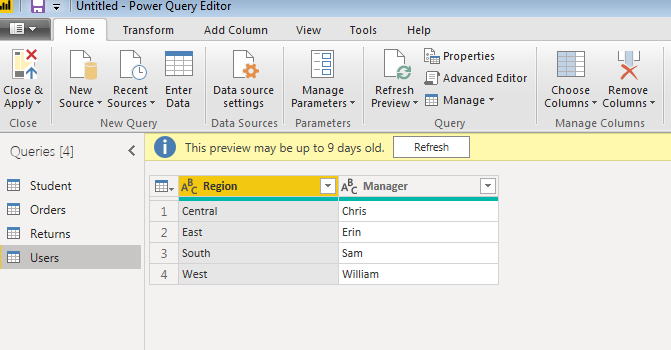 Untitled - Power Query Editor
Home Transform Add Column View Tools Help
Close & Apply
New Source
Recent Sources
Enter Data
Data source settings
Manage Parameters
Refresh Preview
Properties
Advanced Editor
Manage
Choose Columns
Remove Columns
Close New Query Data Sources Parameters Query Manage Columns
Queries [4]
This preview may be up to 9 days old. Refresh
Student
Orders
Returns
Users
ABC Region ABC Manager
1 Central Chris
2 East Erin
3 South Sam
4 West William